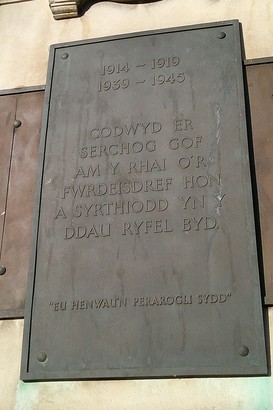 1914 – 1919
1939 – 1945
CODWYD ER
SERCHOG GOF
AM Y RHAI O'R
FWRDEISDREF HON
A SYRTHIODD YN Y
DDAU RYFEL BYD
"EU HENWAU'N PERAROGLI SYDD"